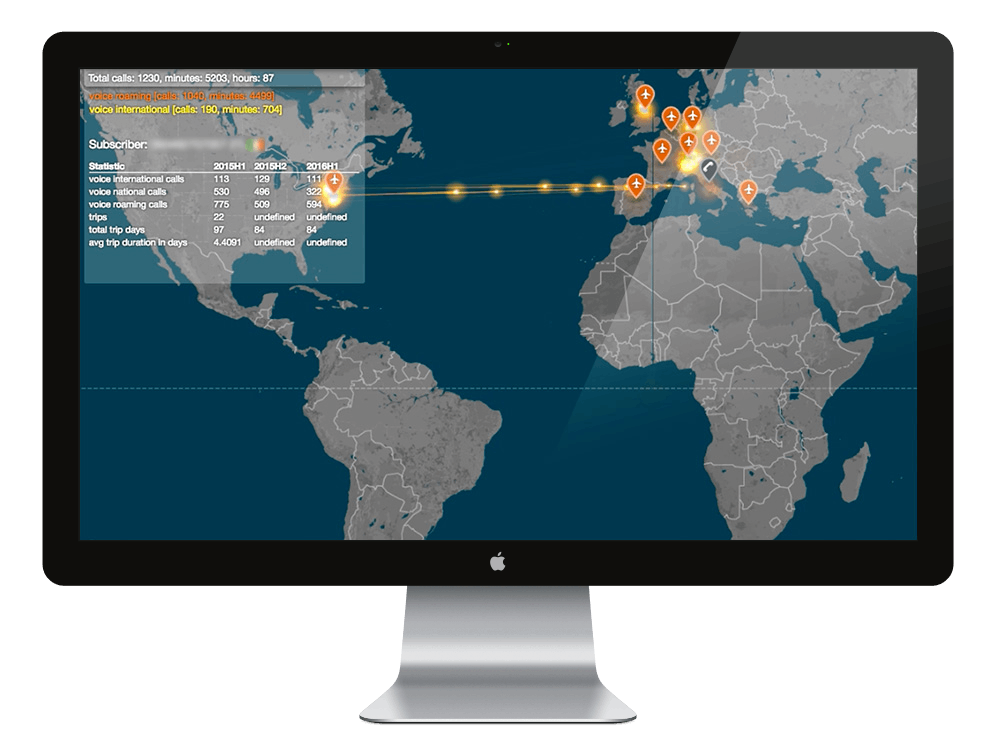 Total calls: 1230, minutes: 5203, hours: 87
voice roaming [calls: 1040, minutes: 4499]
voice international [calls: 190, minutes: 704]
Subscriber:
Statistic 2015H1 2015H2 2016H1
voice international calls 113 129 111
voice national calls 530 496 322
voice roaming calls 775 509 594
trips 22 undefined undefined
total trip days 97 84 84
avg trip duration in days 4.4091 undefined undefined